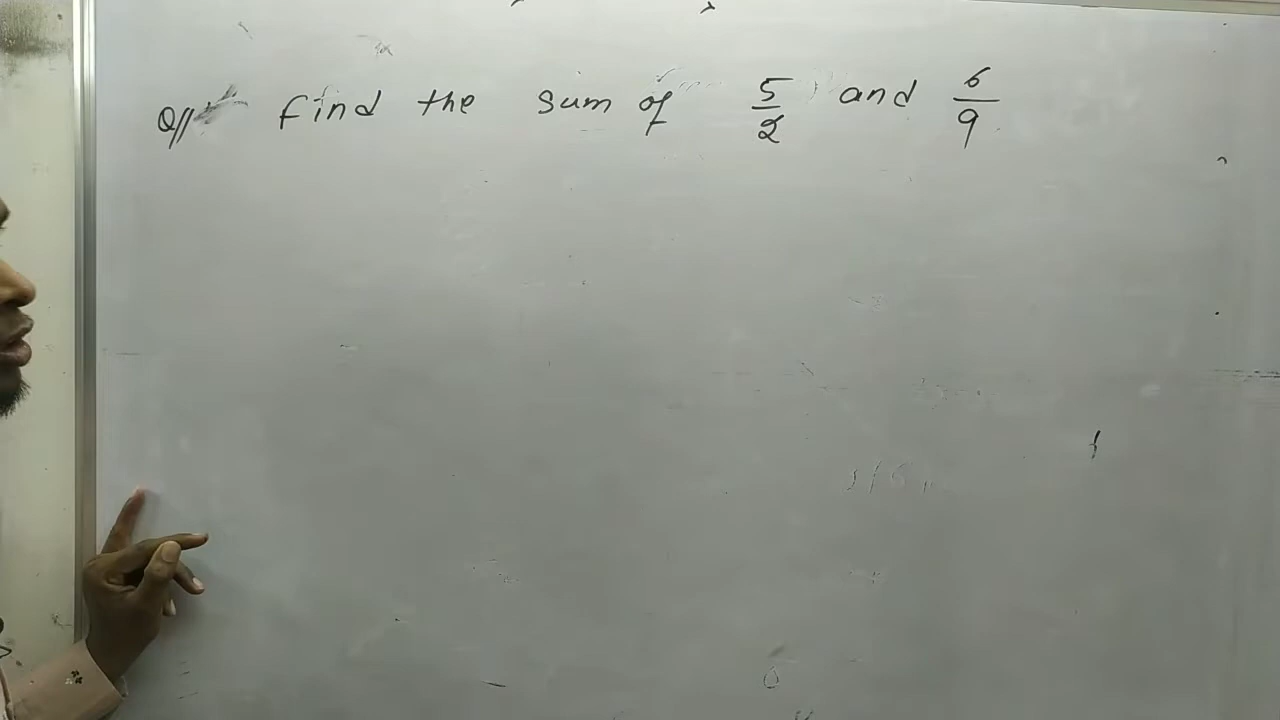 Q// Find the sum of 5/2 and 6/9